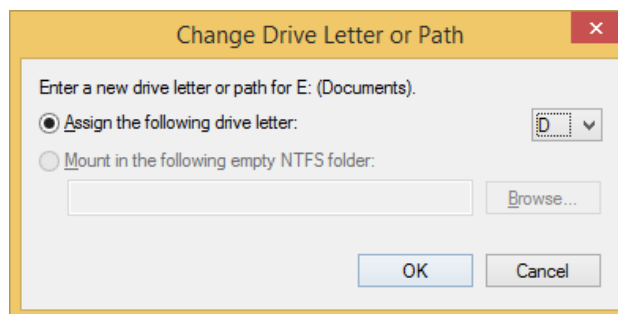 Change Drive Letter or Path
Enter a new drive letter or path for E: (Documents).
Assign the following drive letter:
D
Mount in the following empty NTFS folder:
Browse...
OK
Cancel